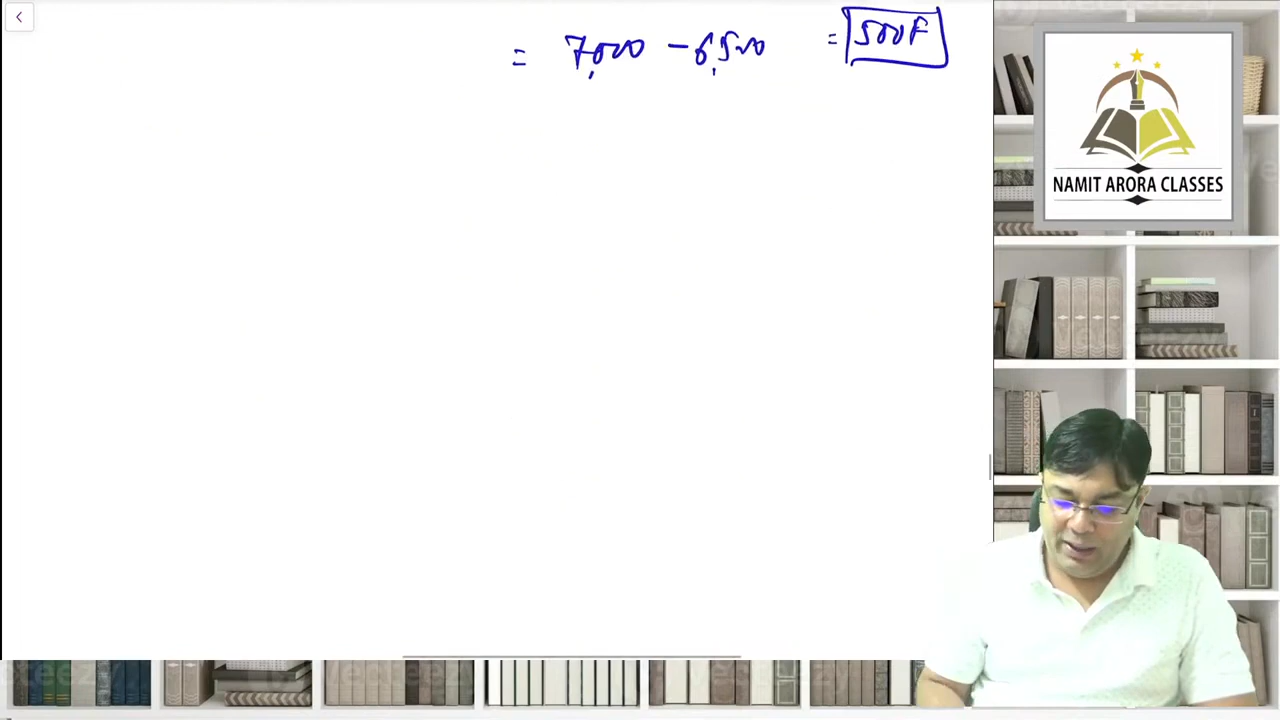 = 7,000 - 6,500 = 500F
NAMIT ARORA CLASSES